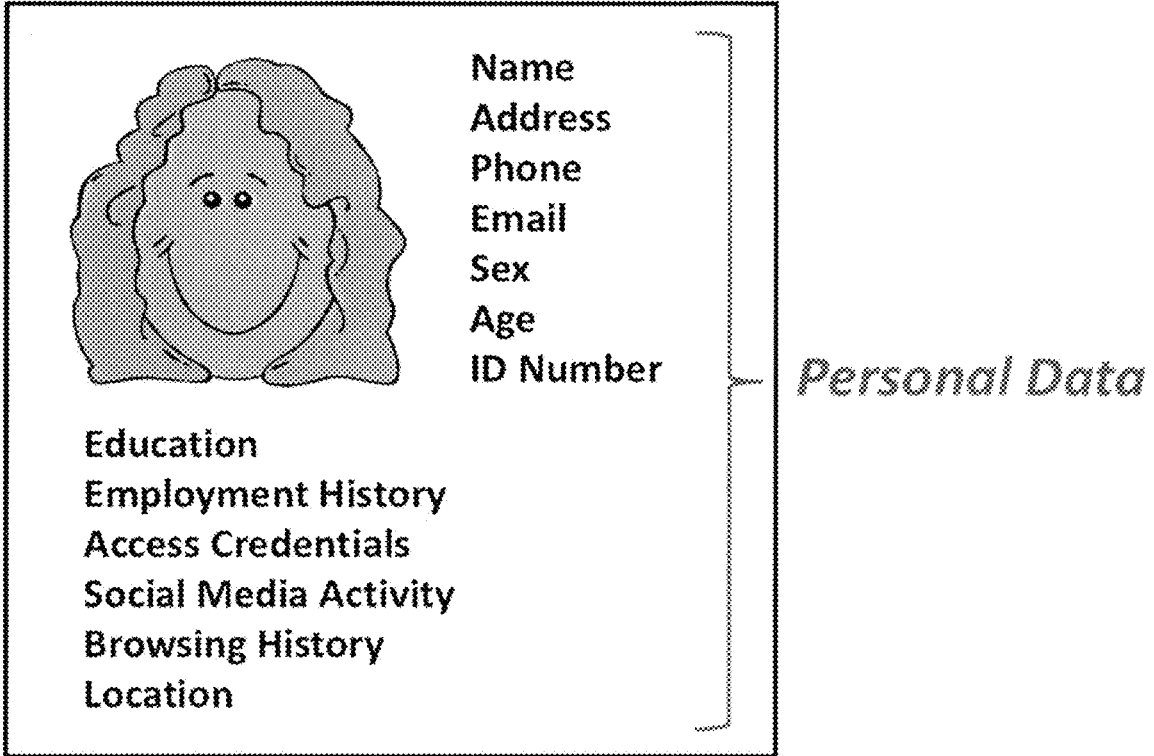 Name
Address
Phone
Email
Sex
Age
ID Number
Personal Data
Education
Employment History
Access Credentials
Social Media Activity
Browsing History
Location